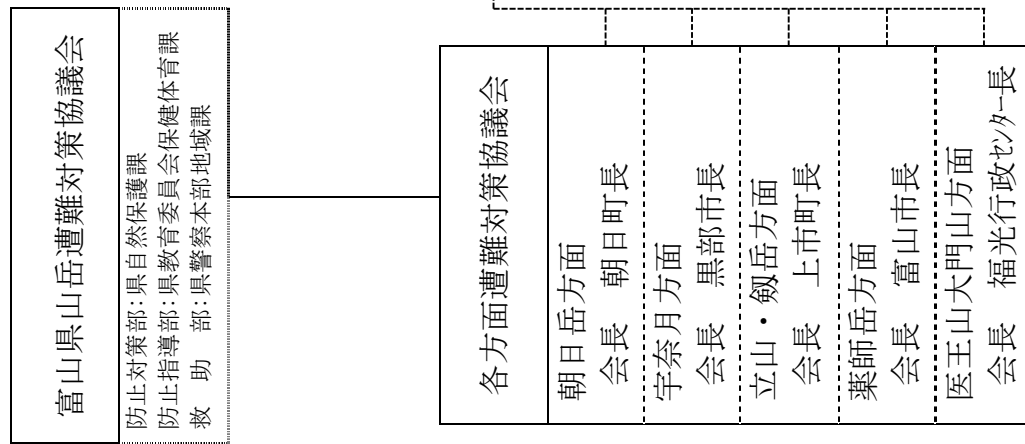 富山県山岳遭難対策協議会
防止対策部：県自然保護課
防止指導部：県教育委員会保健体育課
救　助　部：県警察本部地域課
各方面遭難対策協議会
朝日岳方面
会長　朝日町長
宇奈月方面
会長　黒部市長
立山・剱岳方面
会長　上市町長
薬師岳方面
会長　富山市長
医王山大門山方面
会長　福光行政ｾﾝﾀｰ長